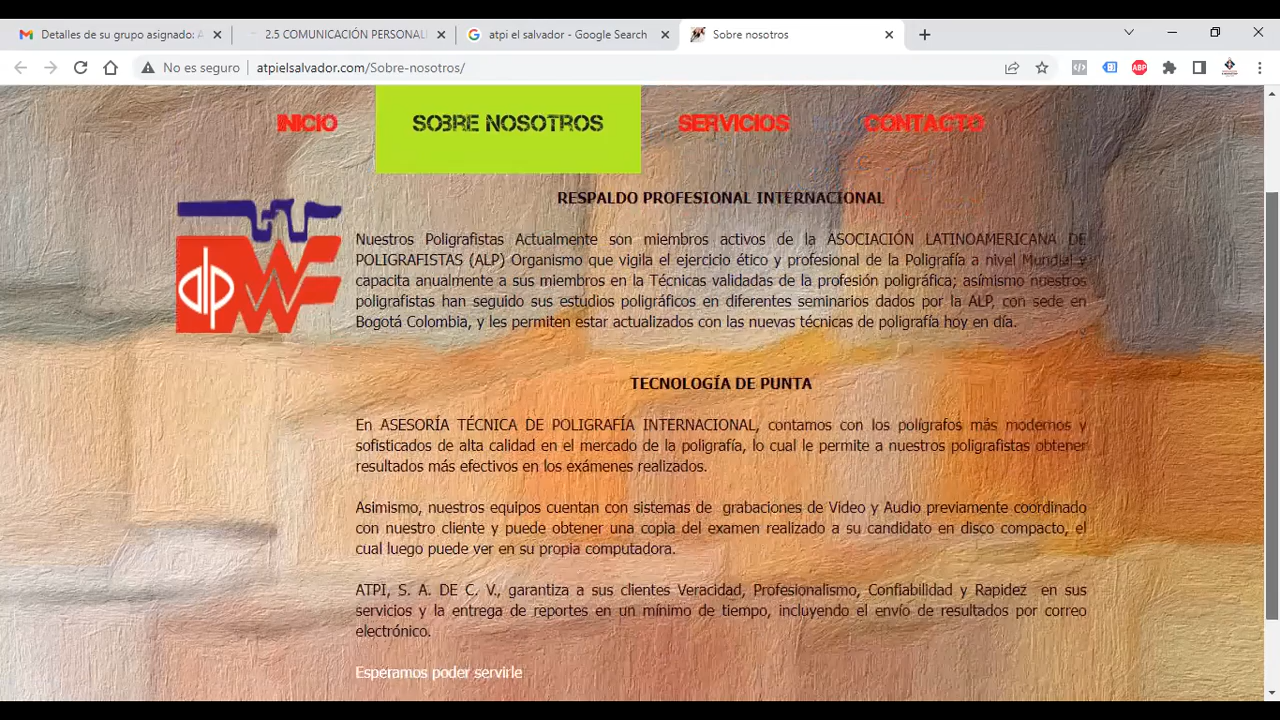 Detalles de su grupo asignado: A
2.5 COMUNICACIÓN PERSONAL
atpi el salvador - Google Search
Sobre nosotros
No es seguro
atpielsalvador.com/Sobre-nosotros/
ABP
INICIO
SOBRE NOSOTROS
SERVICIOS
CONTACTO
RESPALDO PROFESIONAL INTERNACIONAL
alp
Nuestros Poligrafistas Actualmente son miembros activos de la ASOCIACIÓN LATINOAMERICANA DE
POLIGRAFISTAS (ALP) Organismo que vigila el ejercicio ético y profesional de la Poligrafía a nivel Mundial y
capacita anualmente a sus miembros en la Técnicas validadas de la profesión poligráfica; asímismo nuestros
poligrafistas han seguido sus estudios poligráficos en diferentes seminarios dados por la ALP, con sede en
Bogotá Colombia, y les permiten estar actualizados con las nuevas técnicas de poligrafía hoy en día.
TECNOLOGÍA DE PUNTA
En ASESORÍA TÉCNICA DE POLIGRAFÍA INTERNACIONAL, contamos con los polígrafos más modernos y
sofisticados de alta calidad en el mercado de la poligrafía, lo cual le permite a nuestros poligrafistas obtener
resultados más efectivos en los exámenes realizados.
Asimismo, nuestros equipos cuentan con sistemas de grabaciones de Video y Audio previamente coordinado
con nuestro cliente y puede obtener una copia del examen realizado a su candidato en disco compacto, el
cual luego puede ver en su propia computadora.
ATPI, S. A. DE C. V., garantiza a sus clientes Veracidad, Profesionalismo, Confiabilidad y Rapidez en sus
servicios y la entrega de reportes en un mínimo de tiempo, incluyendo el envío de resultados por correo
electrónico.
Esperamos poder servirle